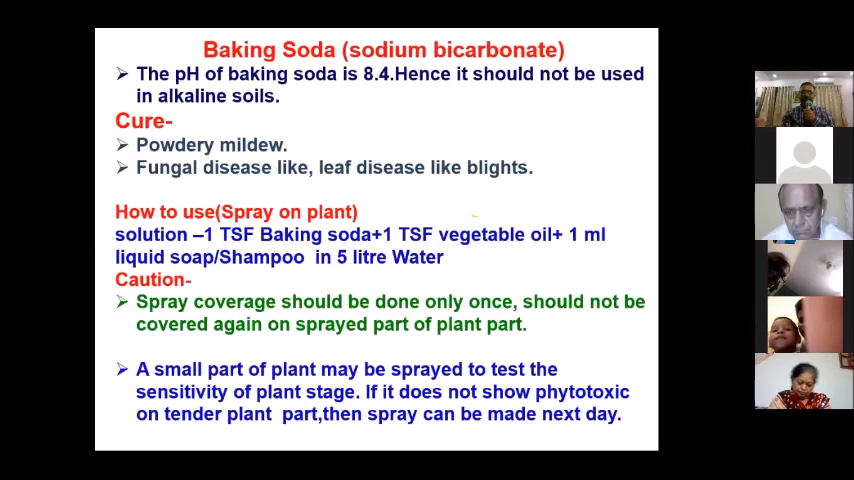 Baking Soda (sodium bicarbonate)
➢ The pH of baking soda is 8.4.Hence it should not be used
in alkaline soils.
Cure-
➢ Powdery mildew.
➢ Fungal disease like, leaf disease like blights.
How to use(Spray on plant)
solution –1 TSF Baking soda+1 TSF vegetable oil+ 1 ml
liquid soap/Shampoo in 5 litre Water
Caution-
➢ Spray coverage should be done only once, should not be
covered again on sprayed part of plant part.
➢ A small part of plant may be sprayed to test the
sensitivity of plant stage. If it does not show phytotoxic
on tender plant part,then spray can be made next day.